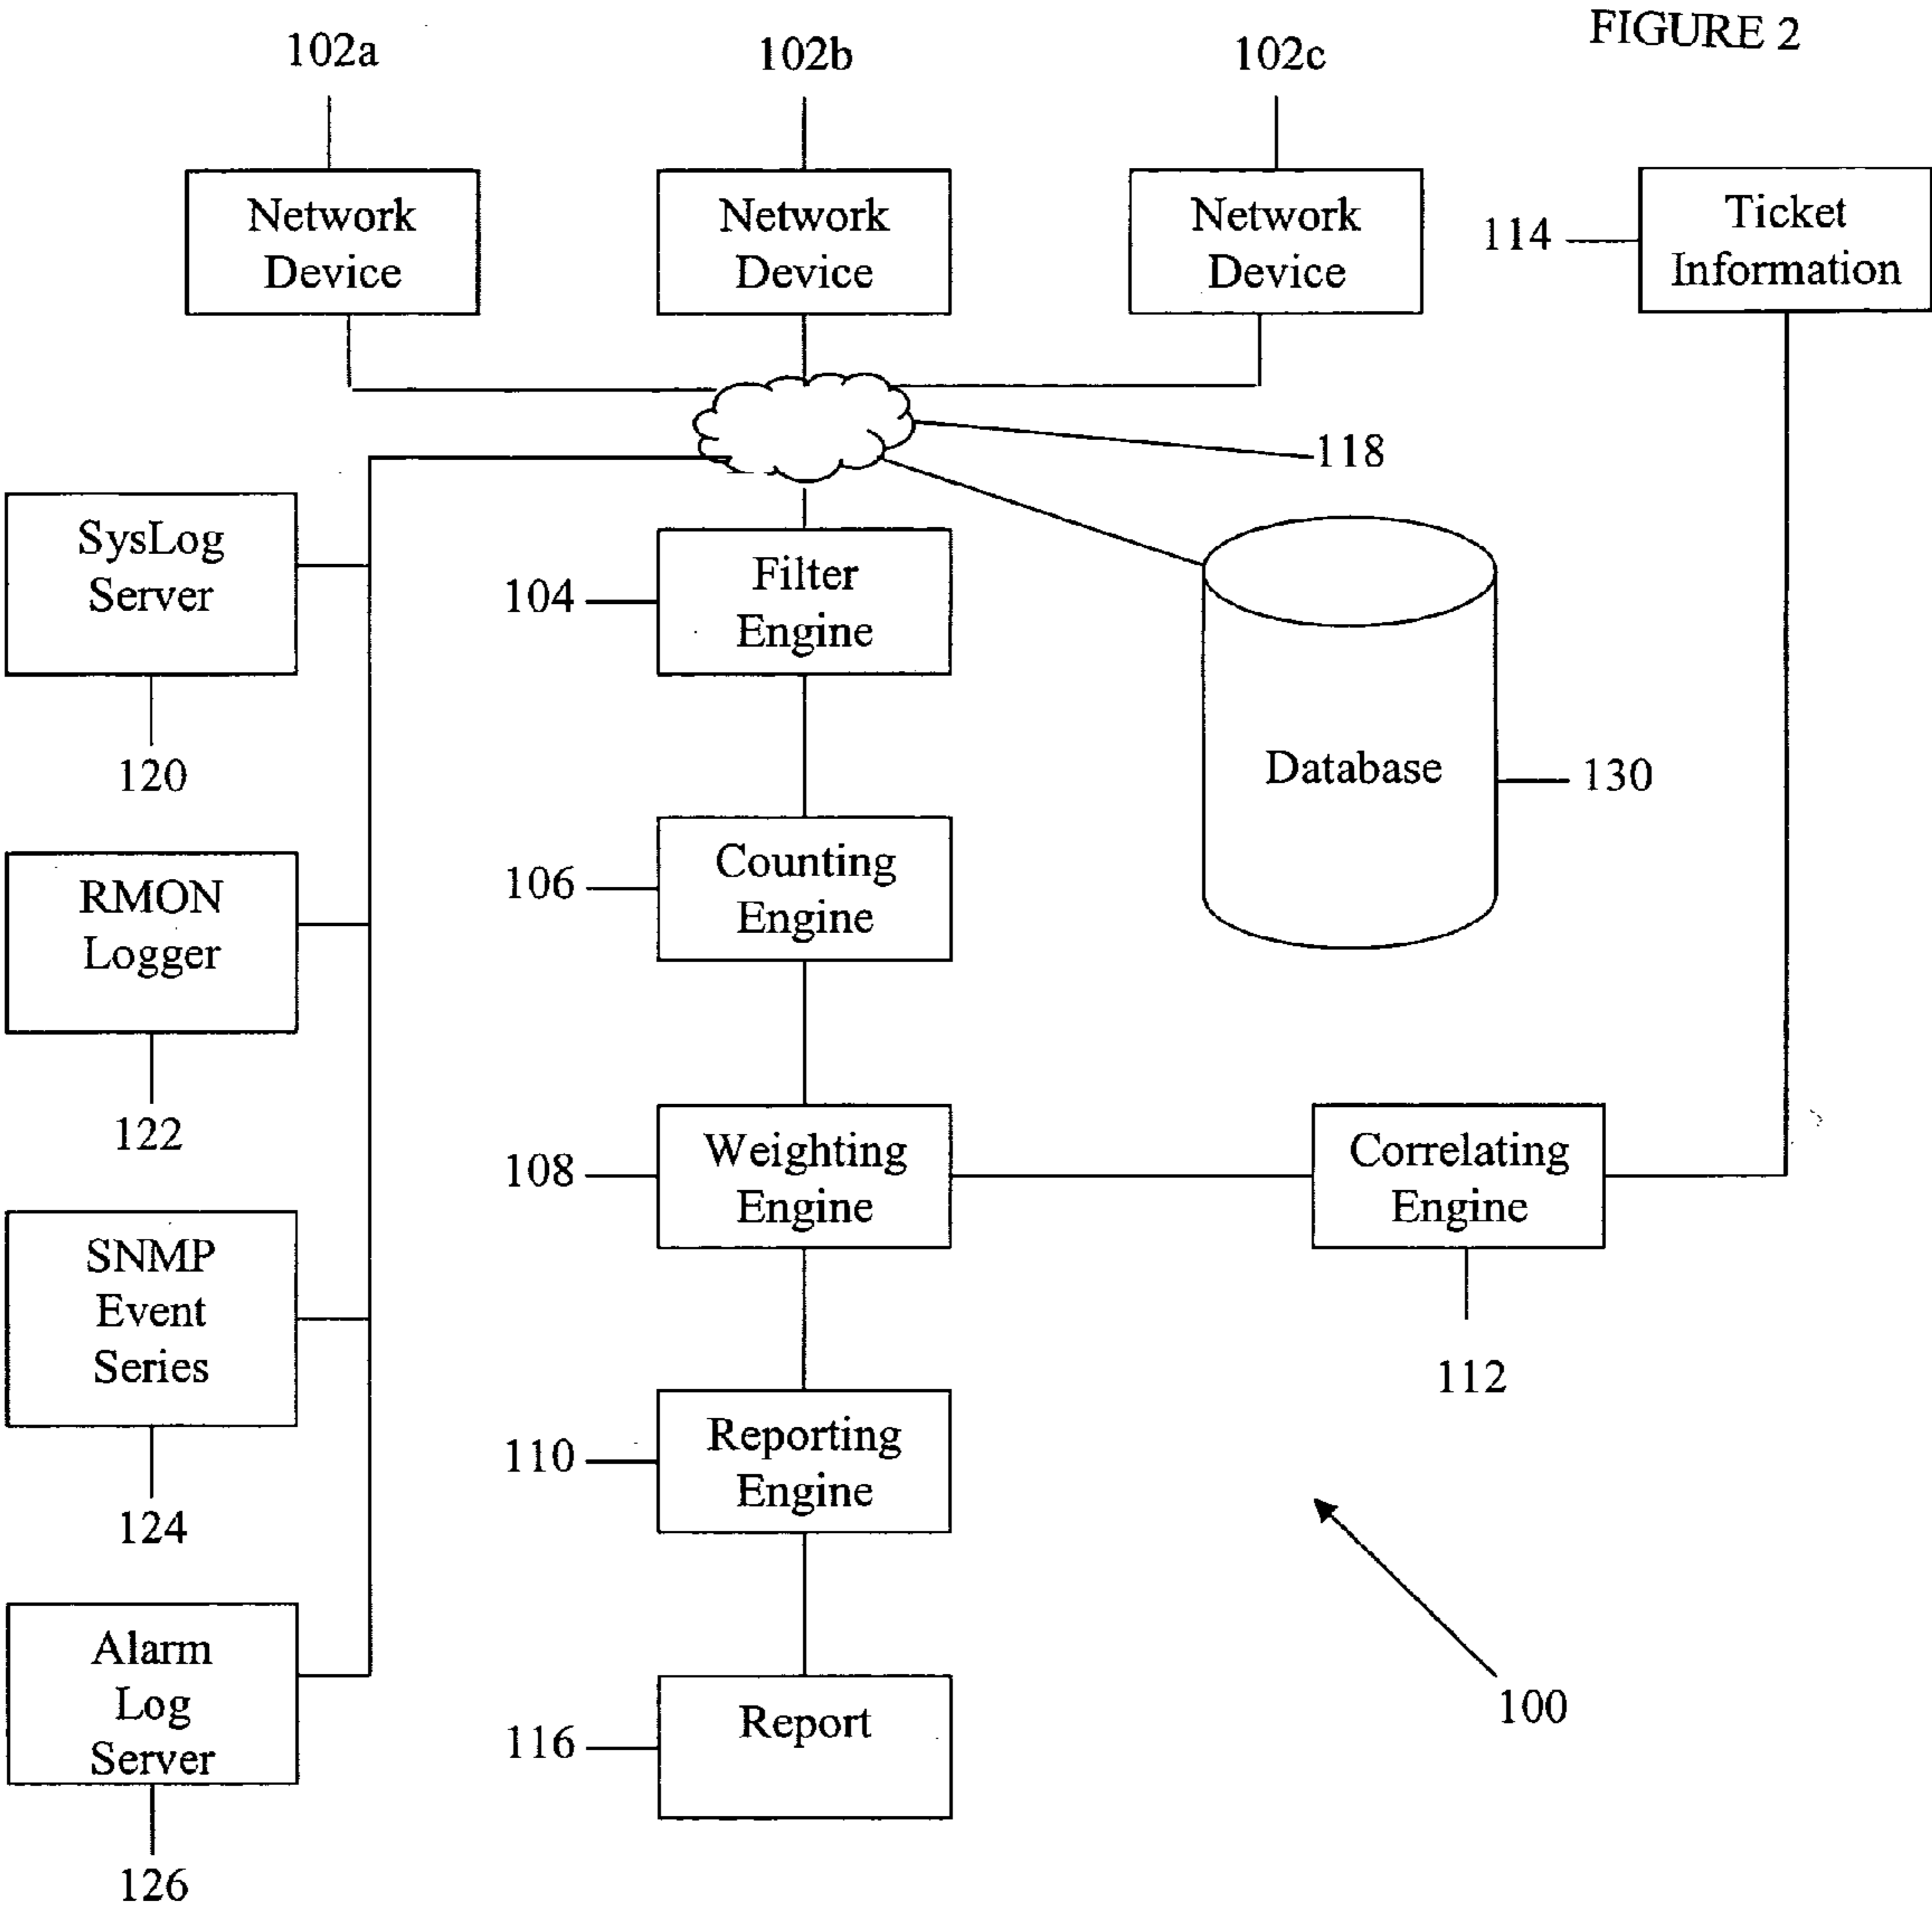 FIGURE 2
102a
102b
102c
Network
Device
Network
Device
Network
Device
114
Ticket
Information
118
SysLog
Server
120
104
Filter
Engine
Database
130
106
Counting
Engine
RMON
Logger
122
108
Weighting
Engine
Correlating
Engine
112
SNMP
Event
Series
124
110
Reporting
Engine
100
Alarm
Log
Server
126
116
Report